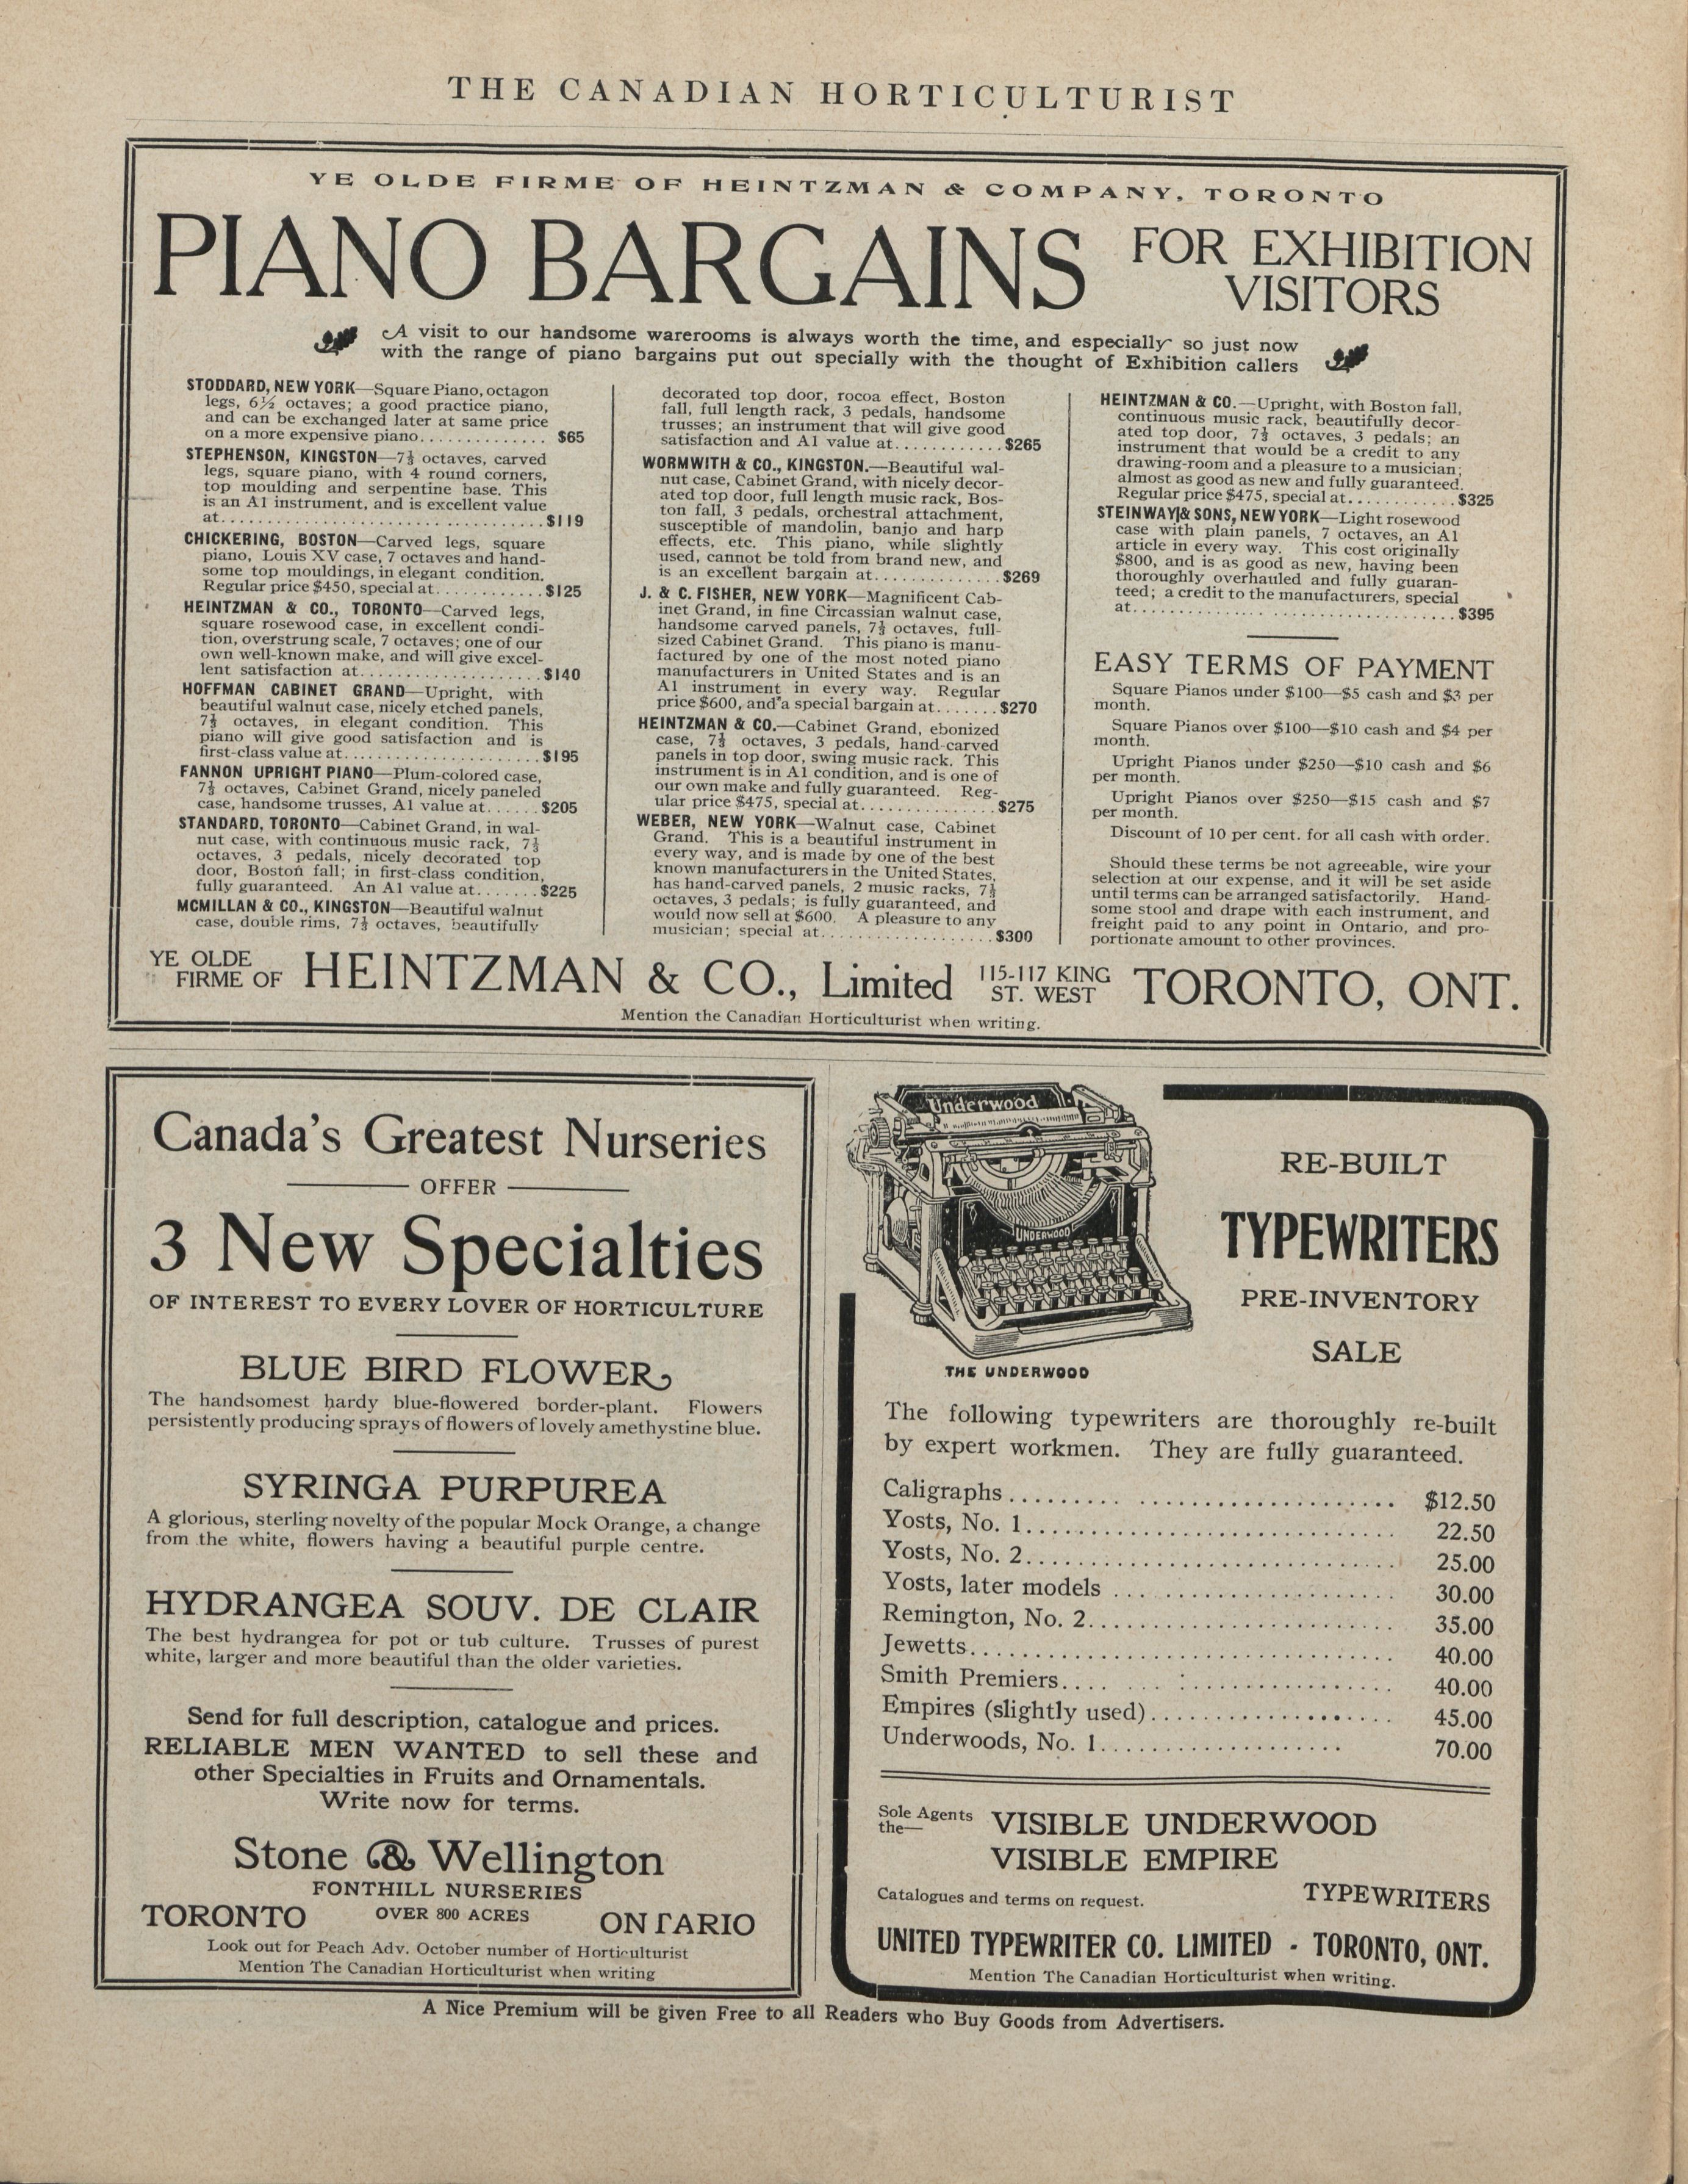 THE CANADIAN HORTICULTURIST
YE OLDE FIRME OF HEINTZMAN & COMPANY, TORONTO
PIANO BARGAINS
FOR EXHIBITION
VISITORS
A visit to our handsome warerooms is always worth the time, and especially so just now
with the range of piano bargains put out specially with the thought of Exhibition callers
STODDARD, NEW YORK—Square Piano, octagon
legs, 6½ octaves; a good practice piano,
and can be exchanged later at same price
on a more expensive piano............. $65
STEPHENSON, KINGSTON—7⅓ octaves, carved
legs, square piano, with 4 round corners,
top moulding and serpentine base. This
is an A1 instrument, and is excellent value
at.................................$119
CHICKERING, BOSTON—Carved legs, square
piano, Louis XV case, 7 octaves and hand-
some top mouldings, in elegant condition.
Regular price $450, special at...........$125
HEINTZMAN & CO., TORONTO—Carved legs,
square rosewood case, in excellent condi-
tion, overstrung scale, 7 octaves; one of our
own well-known make, and will give excel-
lent satisfaction at...................$140
HOFFMAN CABINET GRAND—Upright, with
beautiful walnut case, nicely etched panels,
7⅓ octaves, in elegant condition. This
piano will give good satisfaction and is
first-class value at....................$195
FANNON UPRIGHT PIANO—Plum-colored case,
7⅓ octaves, Cabinet Grand, nicely paneled
case, handsome trusses, A1 value at......$205
STANDARD, TORONTO—Cabinet Grand, in wal-
nut case, with continuous music rack, 7⅓
octaves, 3 pedals, nicely decorated top
door, Boston fall; in first-class condition,
fully guaranteed. An A1 value at.......$225
MCMILLAN & CO., KINGSTON—Beautiful walnut
case, double rims, 7⅓ octaves, beautifully
decorated top door, rocoa effect, Boston
fall, full length rack, 3 pedals, handsome
trusses; an instrument that will give good
satisfaction and A1 value at...........$265
WORMWITH & CO., KINGSTON.—Beautiful wal-
nut case, Cabinet Grand, with nicely decor-
ated top door, full length music rack, Bos-
ton fall, 3 pedals, orchestral attachment,
susceptible of mandolin, banjo and harp
effects, etc. This piano, while slightly
used, cannot be told from brand new, and
is an excellent bargain at.............$269
J. & C. FISHER, NEW YORK—Magnificent Cab-
inet Grand, in fine Circassian walnut case,
handsome carved panels, 7⅓ octaves, full-
sized Cabinet Grand. This piano is manu-
factured by one of the most noted piano
manufacturers in United States and is an
A1 instrument in every way. Regular
price $600, and a special bargain at.......$270
HEINTZMAN & CO.—Cabinet Grand, ebonized
case, 7⅓ octaves, 3 pedals, hand-carved
panels in top door, swing music rack. This
instrument is in A1 condition, and is one of
our own make and fully guaranteed. Reg-
ular price $475, special at..............$275
WEBER, NEW YORK—Walnut case, Cabinet
Grand. This is a beautiful instrument in
every way, and is made by one of the best
known manufacturers in the United States,
has hand-carved panels, 2 music racks, 7⅓
octaves, 3 pedals; is fully guaranteed, and
would now sell at $600. A pleasure to any
musician; special at...................$300
HEINTZMAN & CO.—Upright, with Boston fall,
continuous music rack, beautifully decor-
ated top door, 7⅓ octaves, 3 pedals; an
instrument that would be a credit to any
drawing-room and a pleasure to a musician;
almost as good as new and fully guaranteed.
Regular price $475, special at............$325
STEINWAY & SONS, NEW YORK—Light rosewood
case with plain panels, 7 octaves, an A1
article in every way. This cost originally
$800, and is as good as new, having been
thoroughly overhauled and fully guaran-
teed; a credit to the manufacturers, special
at.................................$395
EASY TERMS OF PAYMENT
Square Pianos under $100—$5 cash and $3 per
month.
Square Pianos over $100—$10 cash and $4 per
month.
Upright Pianos under $250—$10 cash and $6
per month.
Upright Pianos over $250—$15 cash and $7
per month.
Discount of 10 per cent. for all cash with order.
Should these terms be not agreeable, wire your
selection at our expense, and it will be set aside
until terms can be arranged satisfactorily. Hand-
some stool and drape with each instrument, and
freight paid to any point in Ontario, and pro-
portionate amount to other provinces.
YE OLDE
FIRME OF HEINTZMAN & CO., Limited 115-117 KING
ST. WEST TORONTO, ONT.
Mention the Canadian Horticulturist when writing.
Canada's Greatest Nurseries
OFFER
3 New Specialties
OF INTEREST TO EVERY LOVER OF HORTICULTURE
BLUE BIRD FLOWER
The handsomest hardy blue-flowered border-plant. Flowers
persistently producing sprays of flowers of lovely amethystine blue.
SYRINGA PURPUREA
A glorious, sterling novelty of the popular Mock Orange, a change
from the white, flowers having a beautiful purple centre.
HYDRANGEA SOUV. DE CLAIR
The best hydrangea for pot or tub culture. Trusses of purest
white, larger and more beautiful than the older varieties.
Send for full description, catalogue and prices.
RELIABLE MEN WANTED to sell these and
other Specialties in Fruits and Ornamentals.
Write now for terms.
Stone & Wellington
FONTHILL NURSERIES
TORONTO OVER 800 ACRES ONTARIO
Look out for Peach Adv. October number of Horticulturist
Mention The Canadian Horticulturist when writing
Underwood
UNDERWOOD
THE UNDERWOOD
RE-BUILT
TYPEWRITERS
PRE-INVENTORY
SALE
The following typewriters are thoroughly re-built
by expert workmen. They are fully guaranteed.
Caligraphs................................. $12.50
Yosts, No. 1................................. 22.50
Yosts, No. 2................................. 25.00
Yosts, later models ......................... 30.00
Remington, No. 2............................. 35.00
Jewetts...................................... 40.00
Smith Premiers............................... 40.00
Empires (slightly used)...................... 45.00
Underwoods, No. 1.................... 70.00
Sole Agents
the— VISIBLE UNDERWOOD
VISIBLE EMPIRE
Catalogues and terms on request. TYPEWRITERS
UNITED TYPEWRITER CO. LIMITED - TORONTO, ONT.
Mention The Canadian Horticulturist when writing.
A Nice Premium will be given Free to all Readers who Buy Goods from Advertisers.